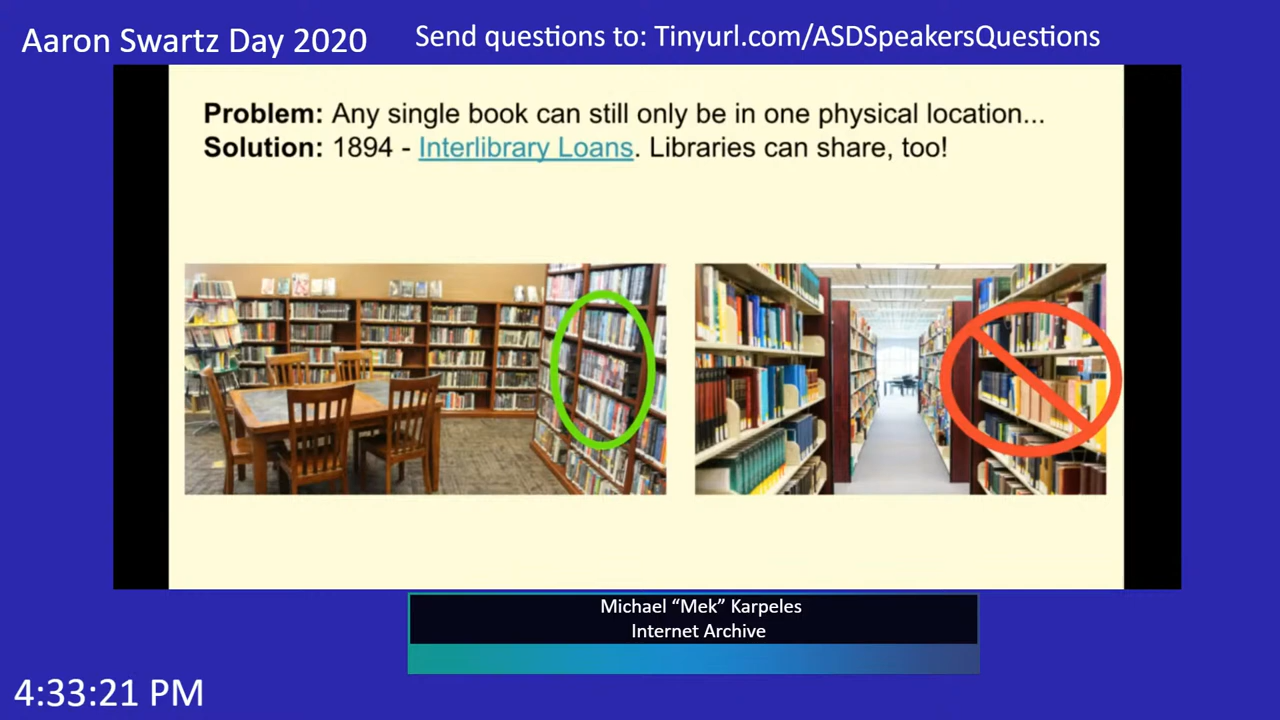 Aaron Swartz Day 2020
Send questions to: Tinyurl.com/ASDSpeakersQuestions
Problem: Any single book can still only be in one physical location...
Solution: 1894 - Interlibrary Loans. Libraries can share, too!
Michael “Mek” Karpeles
Internet Archive
4:33:21 PM